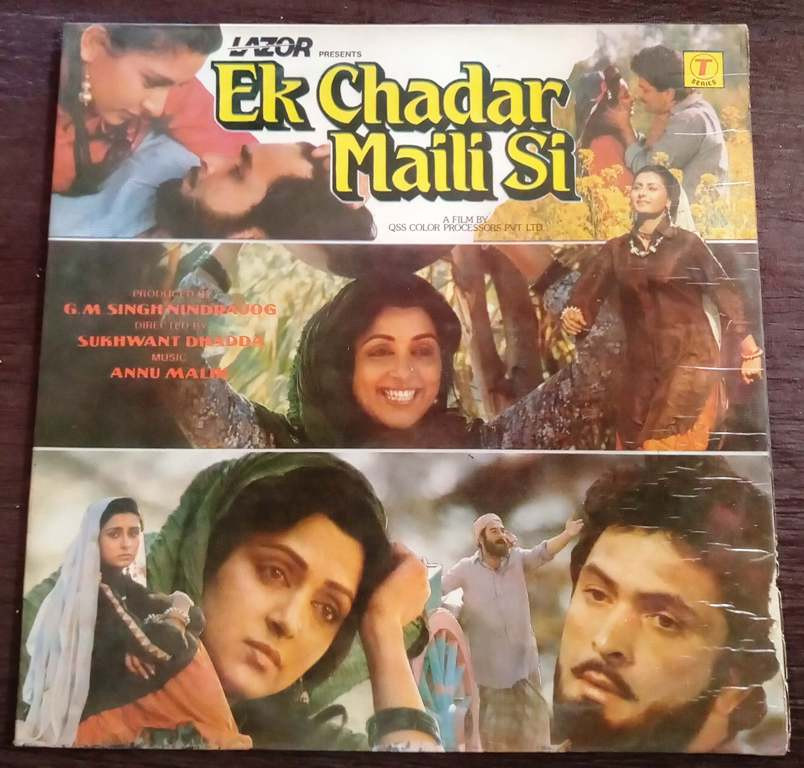 LAZOR PRESENTS
Ek Chadar
Maili Si
T
SERIES
A FILM BY
QSS COLOR PROCESSORS PVT. LTD.
PRODUCED BY
G.M SINGH NINDRAJOG
DIRECTED BY
SUKHWANT DHADDA
MUSIC
ANNU MALIK